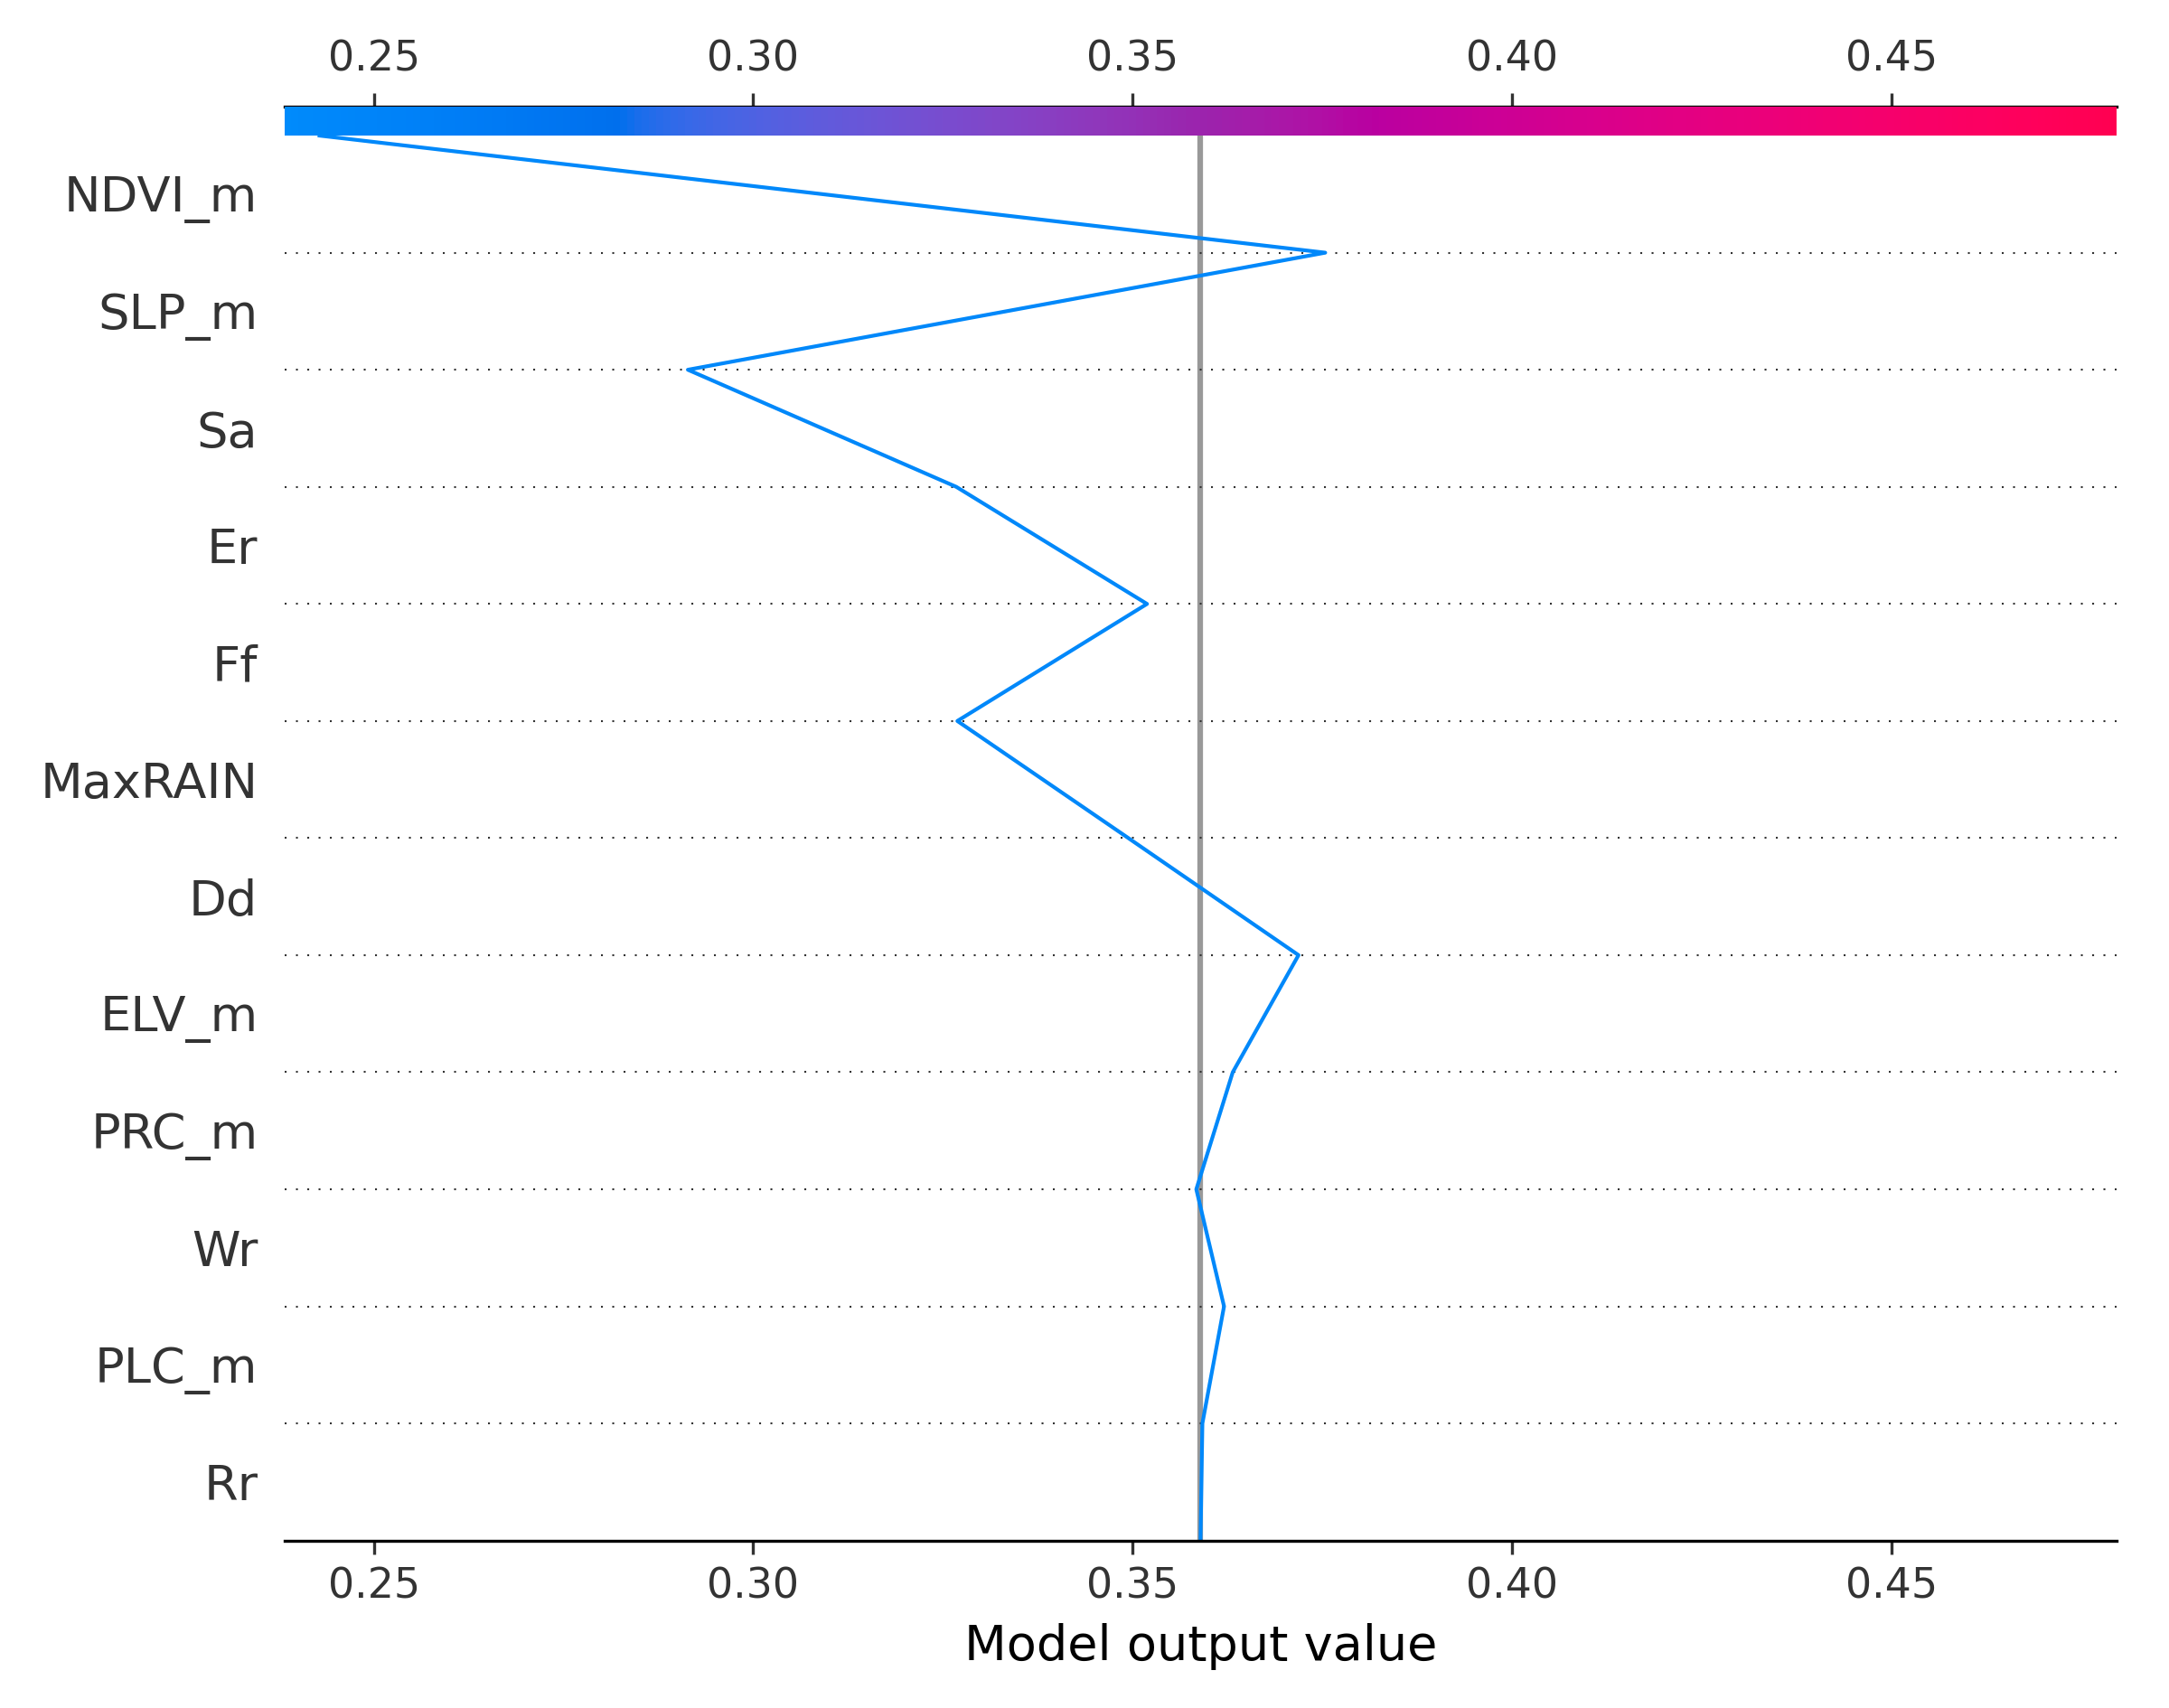 0.25 0.30 0.35 0.40 0.45
NDVI_m
SLP_m
Sa
Er
Ff
MaxRAIN
Dd
ELV_m
PRC_m
Wr
PLC_m
Rr
0.25 0.30 0.35 0.40 0.45
Model output value